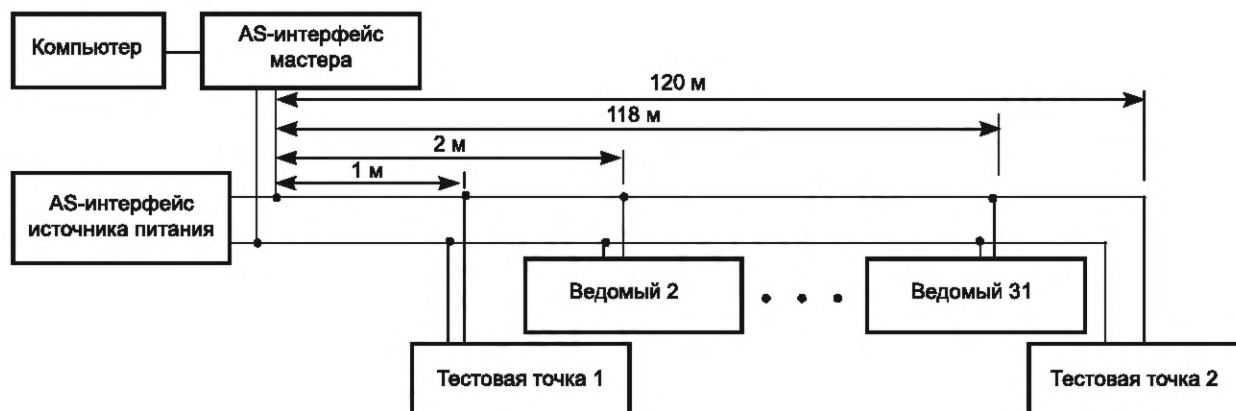 Компьютер
AS-интерфейс
мастера
120 м
118 м
2 м
1 м
AS-интерфейс
источника питания
Ведомый 2
• • •
Ведомый 31
Тестовая точка 1
Тестовая точка 2